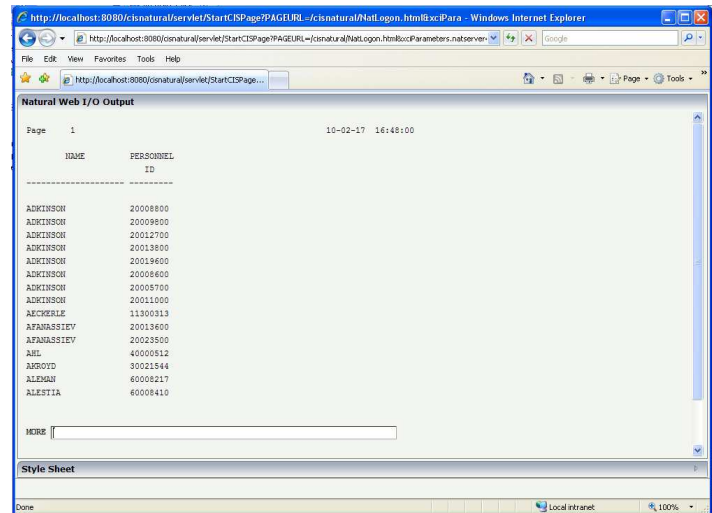 http://localhost:8080/cisnatural/servlet/StartCISPage?PAGEURL=/cisnatural/NatLogon.html&xciPara - Windows Internet Explorer
http://localhost:8080/cisnatural/servlet/StartCISPage?PAGEURL=/cisnatural/NatLogon.html&xciParameters.natserver
Google
File Edit View Favorites Tools Help
http://localhost:8080/cisnatural/servlet/StartCISPage...
Page Tools
Natural Web I/O Output
Page 1 10-02-17 16:48:00
NAME PERSONNEL
ID
-------------------- ---------
ADKINSON 20008800
ADKINSON 20009800
ADKINSON 20012700
ADKINSON 20013800
ADKINSON 20019600
ADKINSON 20008600
ADKINSON 20005700
ADKINSON 20011000
AECKERLE 11300313
AFANASSIEV 20013600
AFANASSIEV 20023500
AHL 40000512
AKROYD 30021544
ALEMAN 60008217
ALESTIA 60008410
MORE
Style Sheet
Done Local intranet 100%